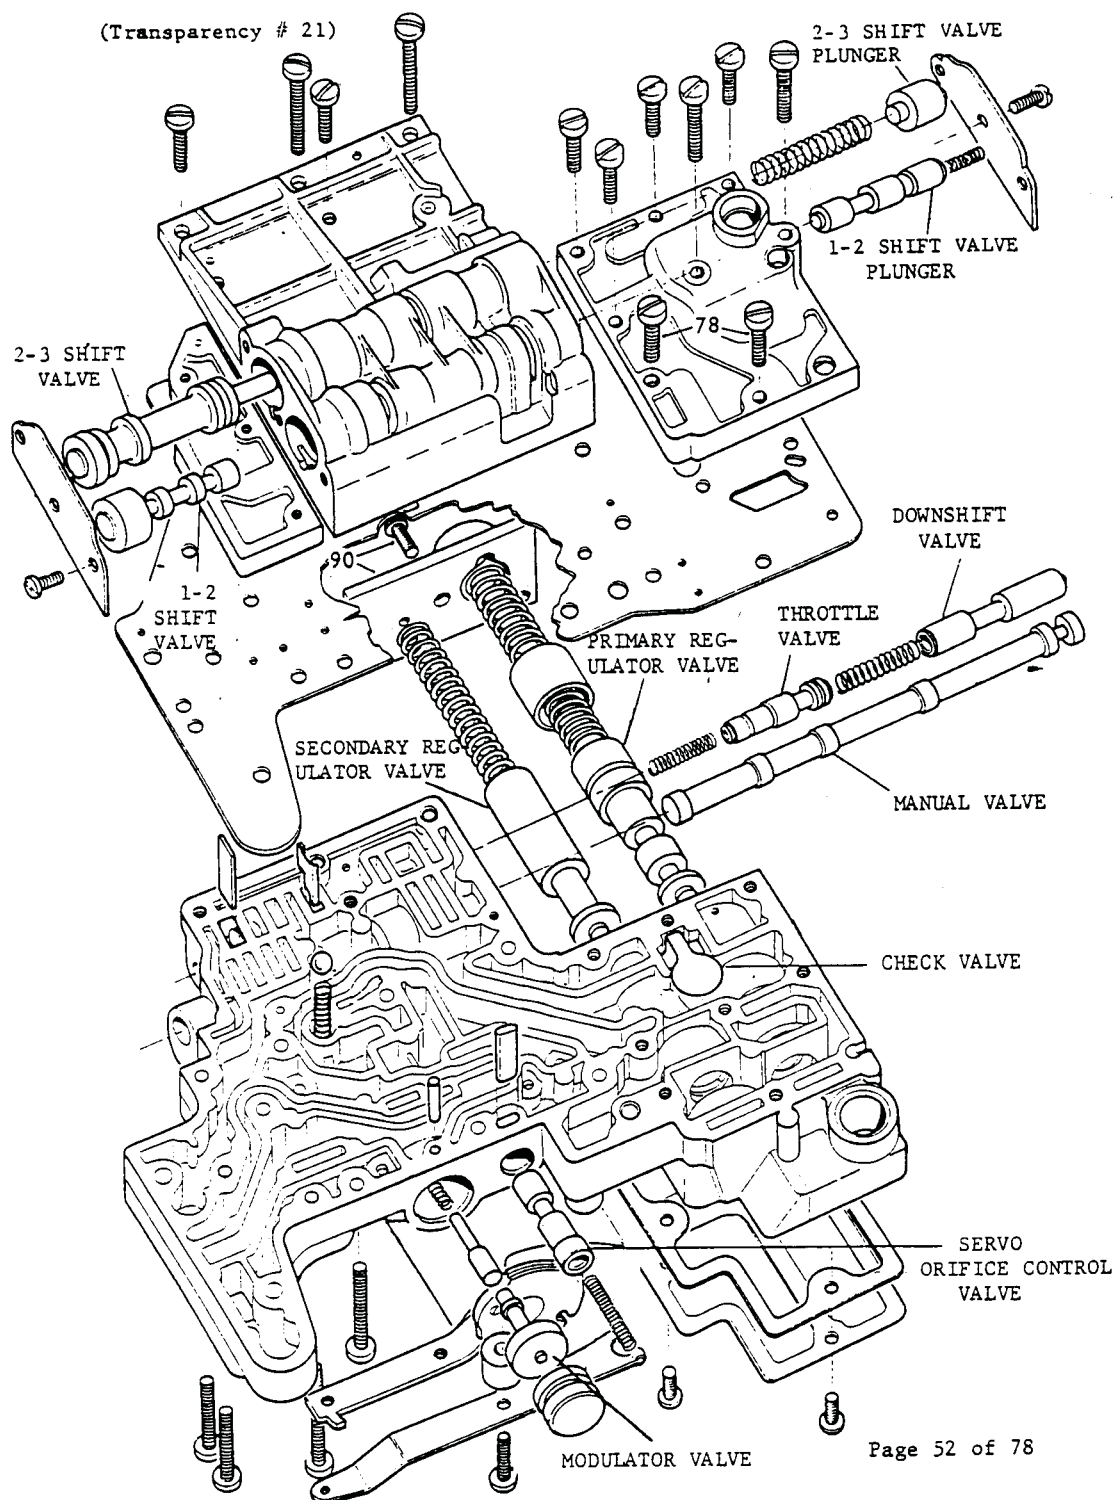 (Transparency # 21)
2-3 SHIFT VALVE
PLUNGER
1-2 SHIFT VALVE
PLUNGER
78
2-3 SHIFT
VALVE
90
1-2
SHIFT
VALVE
DOWNSHIFT
VALVE
THROTTLE
VALVE
PRIMARY REG-
ULATOR VALVE
SECONDARY REG-
ULATOR VALVE
MANUAL VALVE
CHECK VALVE
SERVO
ORIFICE CONTROL
VALVE
MODULATOR VALVE
Page 52 of 78